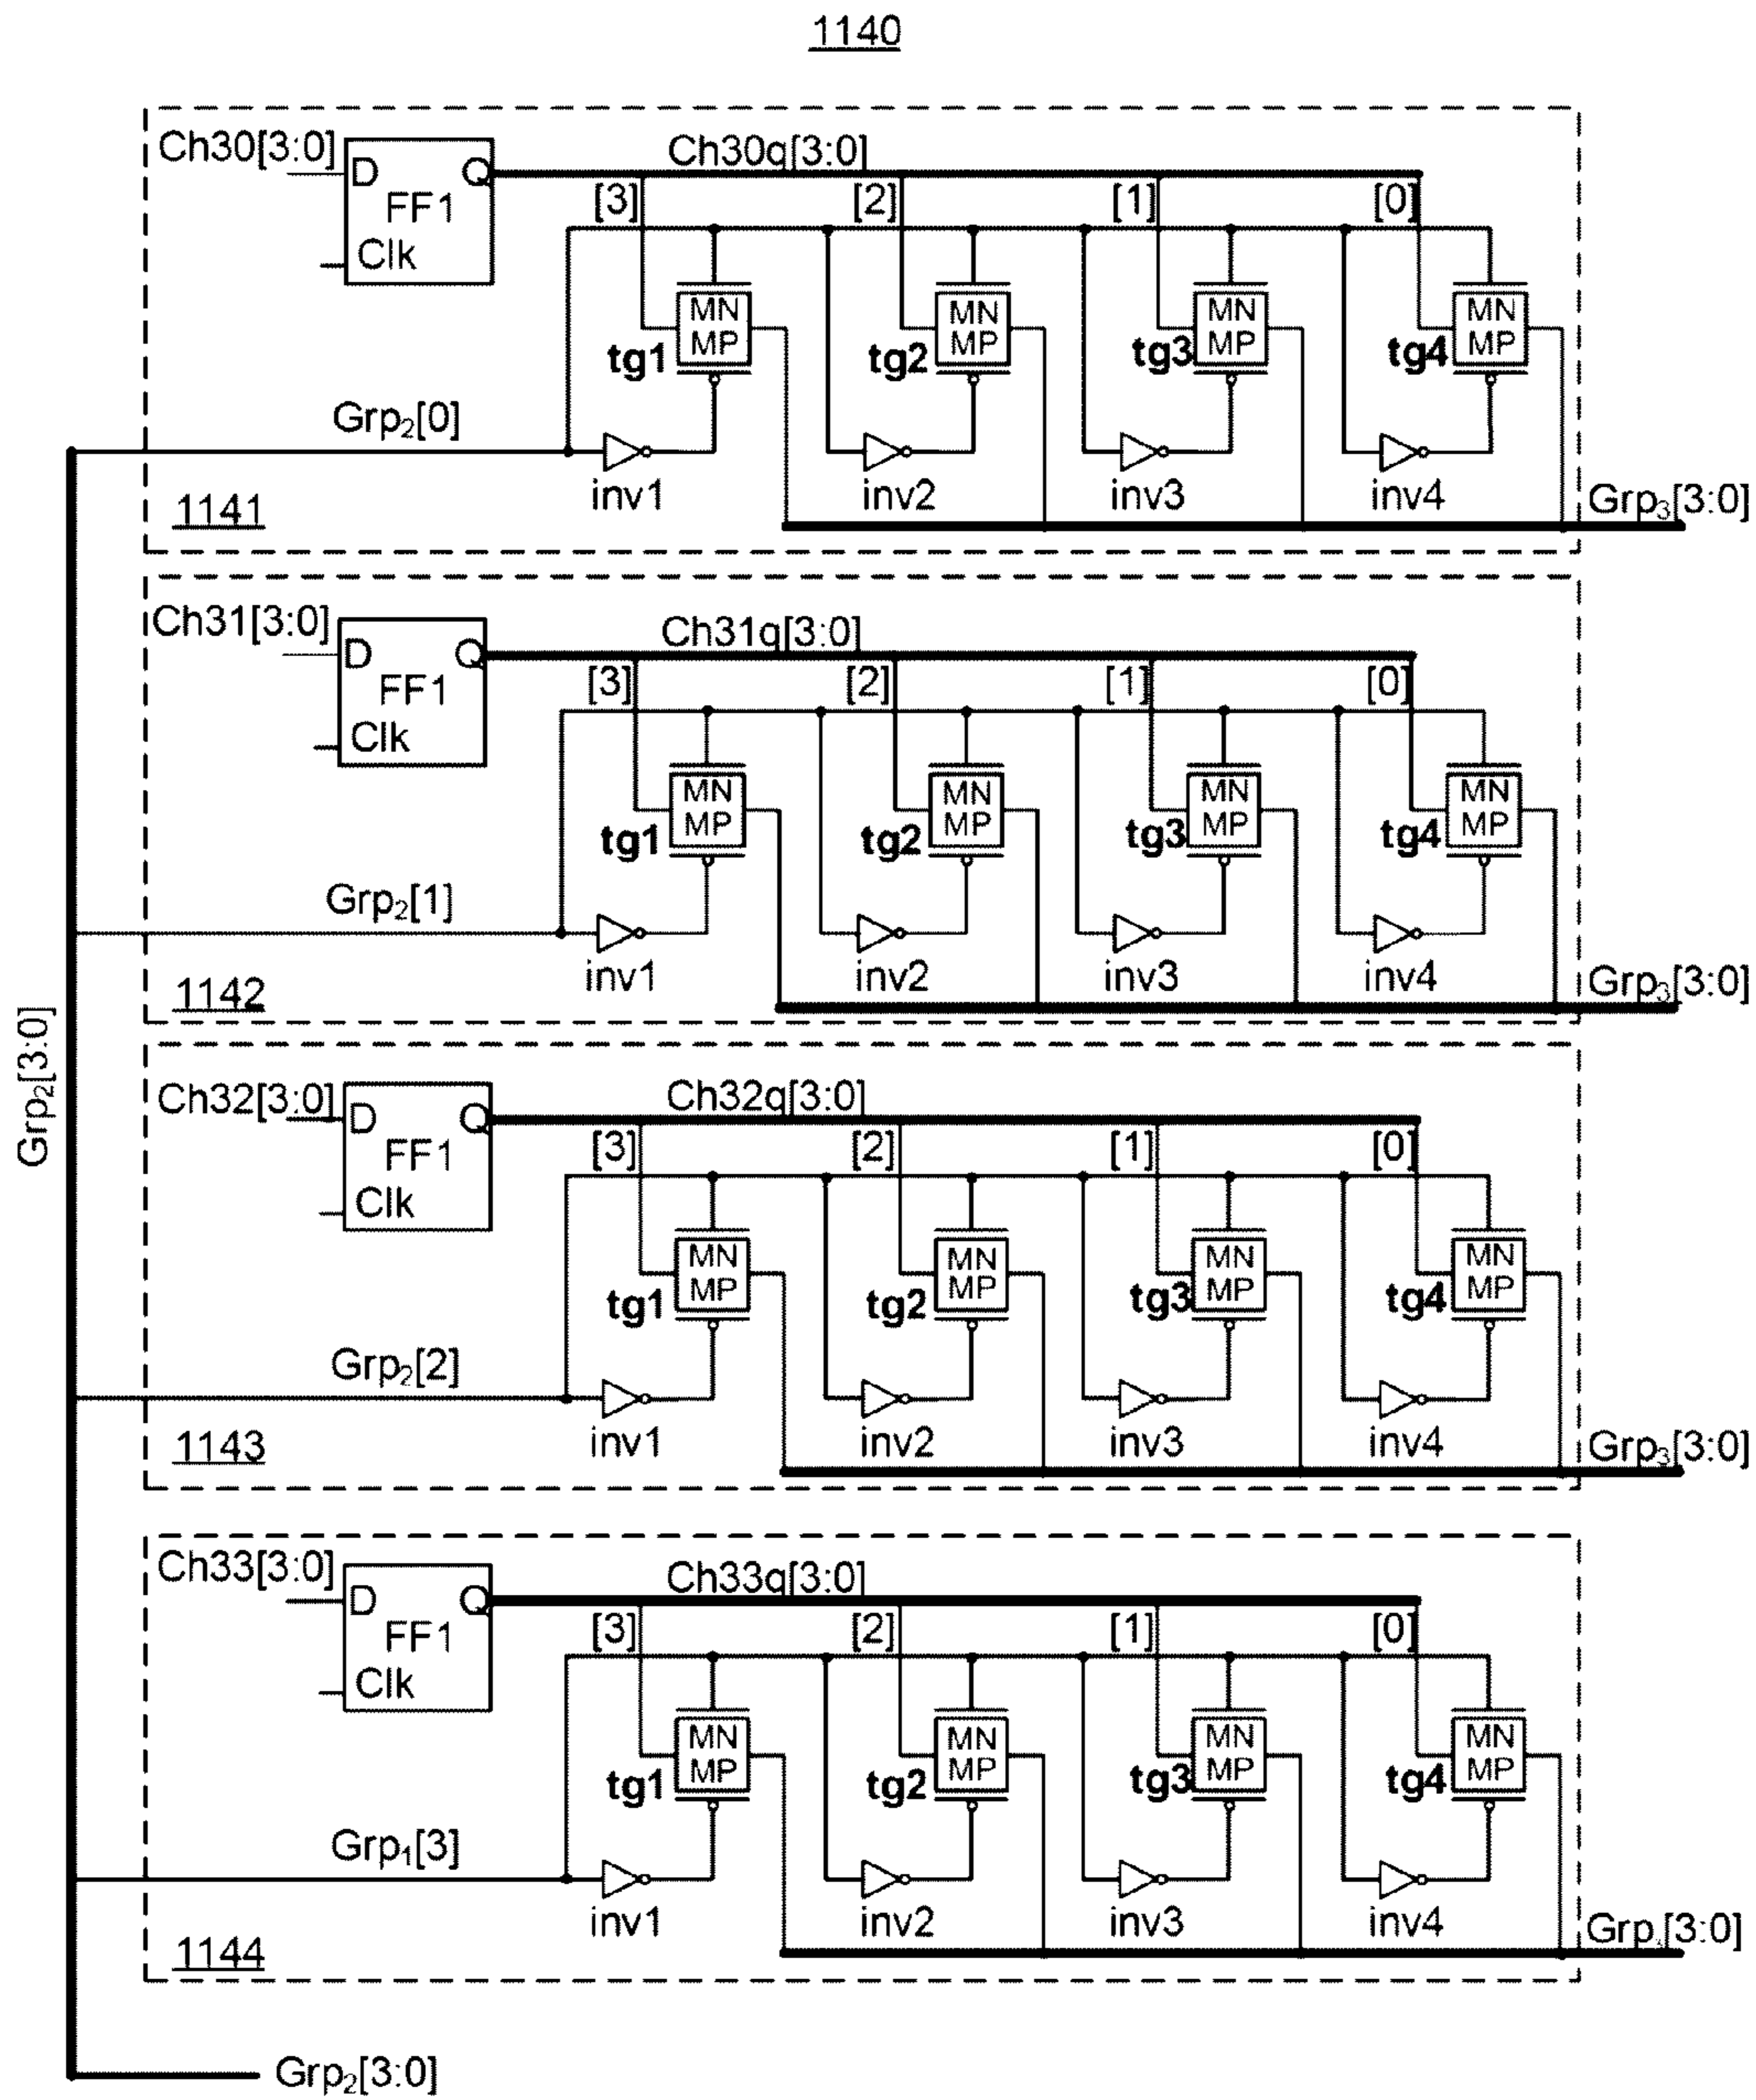 1140
Ch30[3:0]
D
Q
FF1
Clk
Ch30q[3:0]
[3]
[2]
[1]
[0]
MN
MP
MN
MP
MN
MP
MN
MP
tg1
tg2
tg3
tg4
Grp₂[0]
inv1
inv2
inv3
inv4
1141
Grp₃[3:0]
Ch31[3:0]
D
Q
FF1
Clk
Ch31q[3:0]
[3]
[2]
[1]
[0]
MN
MP
MN
MP
MN
MP
MN
MP
tg1
tg2
tg3
tg4
Grp₂[1]
inv1
inv2
inv3
inv4
1142
Grp₃[3:0]
Grp₂[3:0]
Ch32[3:0]
D
Q
FF1
Clk
Ch32q[3:0]
[3]
[2]
[1]
[0]
MN
MP
MN
MP
MN
MP
MN
MP
tg1
tg2
tg3
tg4
Grp₂[2]
inv1
inv2
inv3
inv4
1143
Grp₃[3:0]
Ch33[3:0]
D
Q
FF1
Clk
Ch33q[3:0]
[3]
[2]
[1]
[0]
MN
MP
MN
MP
MN
MP
MN
MP
tg1
tg2
tg3
tg4
Grp₁[3]
inv1
inv2
inv3
inv4
1144
Grp₃[3:0]
Grp₂[3:0]